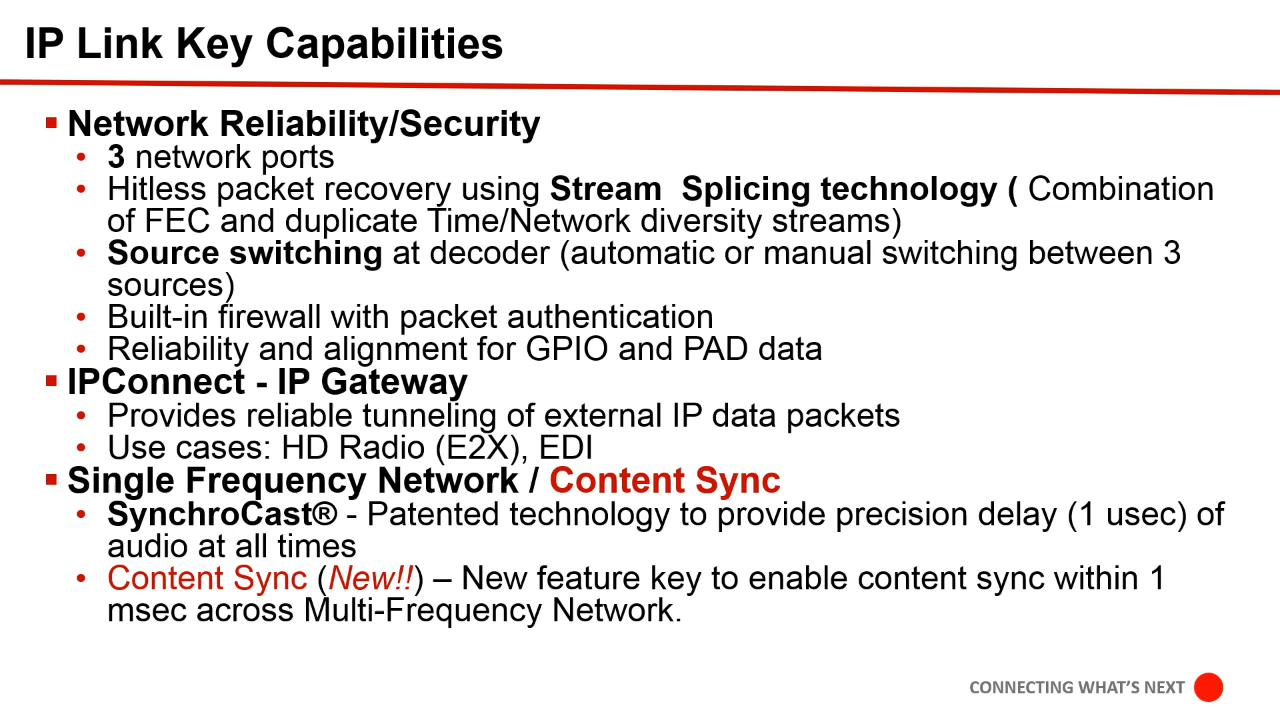 IP Link Key Capabilities
▪ Network Reliability/Security
• 3 network ports
• Hitless packet recovery using Stream  Splicing technology ( Combination
of FEC and duplicate Time/Network diversity streams)
• Source switching at decoder (automatic or manual switching between 3
sources)
• Built-in firewall with packet authentication
• Reliability and alignment for GPIO and PAD data
▪ IPConnect - IP Gateway
• Provides reliable tunneling of external IP data packets
• Use cases: HD Radio (E2X), EDI
▪ Single Frequency Network / Content Sync
• SynchroCast® - Patented technology to provide precision delay (1 usec) of
audio at all times
• Content Sync (New!!) – New feature key to enable content sync within 1
msec across Multi-Frequency Network.
CONNECTING WHAT'S NEXT